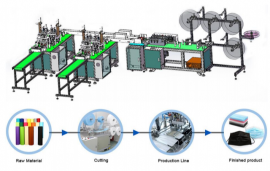 Raw Material
Cutting
Production Line
Finished product